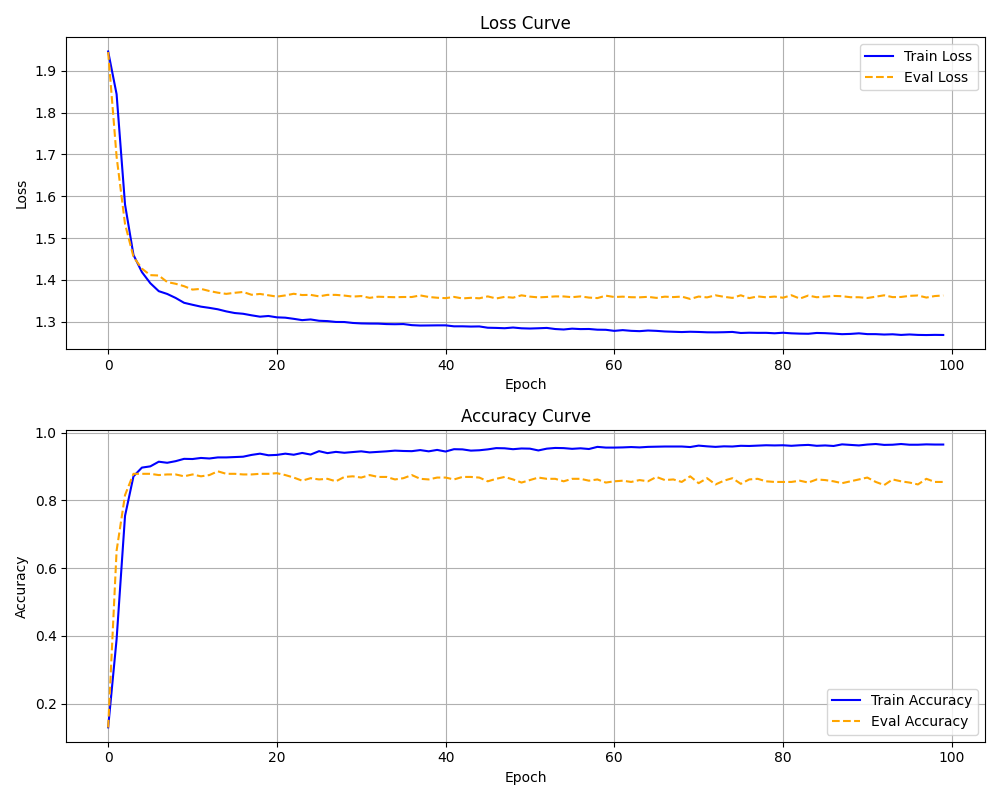 Loss Curve
1.9
1.8
1.7
1.6
1.5
1.4
1.3
Loss
Train Loss
Eval Loss
0 20 40 60 80 100
Epoch
Accuracy Curve
1.0
0.8
0.6
0.4
0.2
Accuracy
Train Accuracy
Eval Accuracy
0 20 40 60 80 100
Epoch